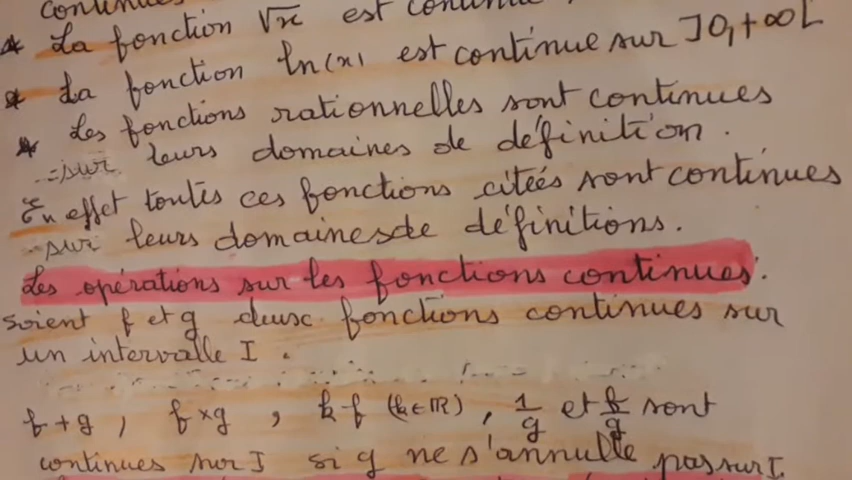 continues
* La fonction √x est continue
* La fonction ln(x) est continue sur ]0,+∞[
* Les fonctions rationnelles sont continues
sur leurs domaines de définition.
En effet toutes ces fonctions citées sont continues
sur leurs domaines de définitions.
Les opérations sur les fonctions continues.
soient f et g deux fonctions continues sur
un intervalle I.
f+g, f×g, kf (k∈ℝ), 1/g et f/g sont
continues sur I si g ne s'annulle pas sur I.